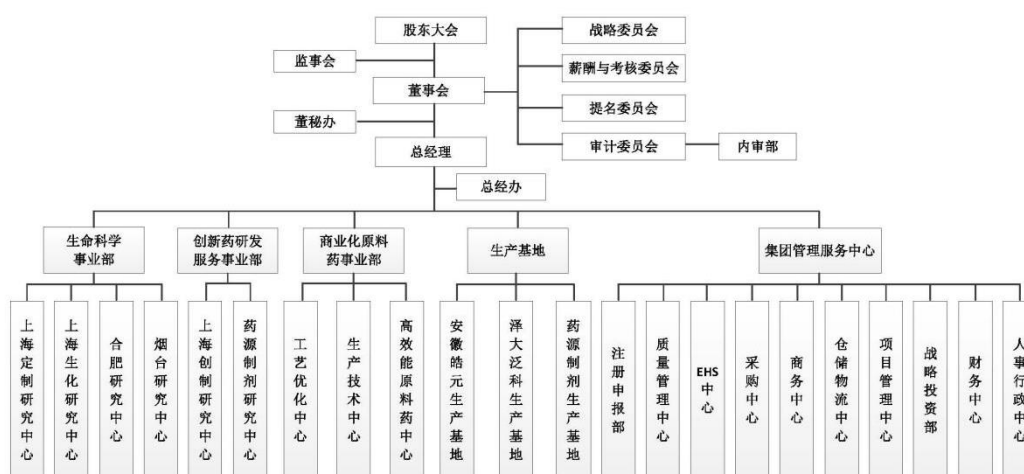 股东大会
战略委员会
监事会
薪酬与考核委员会
董事会
提名委员会
董秘办
审计委员会
内审部
总经理
总经办
生命科学
事业部
创新药研发
服务事业部
商业化原料
药事业部
生产基地
集团管理服务中心
上海定制研究中心
上海生化研究中心
合肥研究中心
烟台研究中心
上海创制研究中心
药源制剂研究中心
工艺优化中心
生产技术中心
高效能原料药中心
安徽皓元生产基地
泽大泛科生产基地
药源制剂生产基地
注册申报部
质量管理中心
EHS中心
采购中心
商务中心
仓储物流中心
项目管理中心
战略投资部
财务中心
人事行政中心